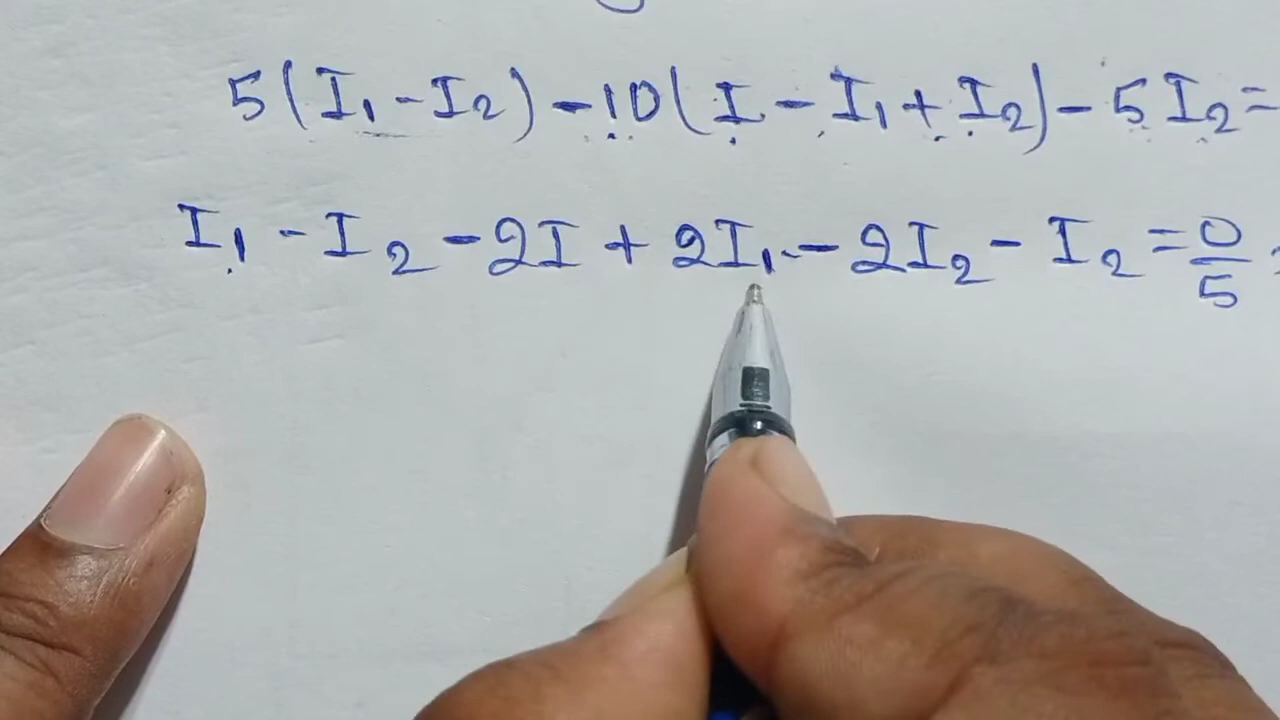 5(I₁ - I₂) - 10(I - I₁ + I₂) - 5I₂ =
I₁ - I₂ - 2I + 2I₁ - 2I₂ - I₂ = 0/5